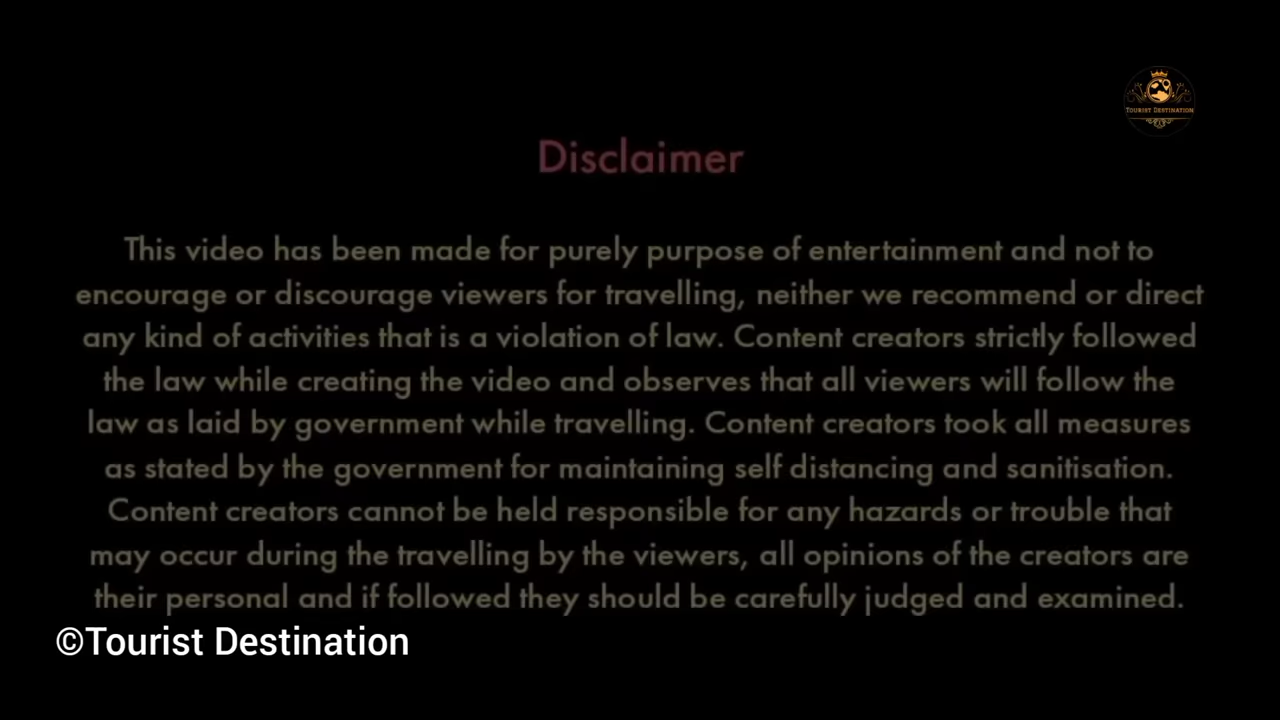 TOURIST DESTINATION
Disclaimer
This video has been made for purely purpose of entertainment and not to
encourage or discourage viewers for travelling, neither we recommend or direct
any kind of activities that is a violation of law. Content creators strictly followed
the law while creating the video and observes that all viewers will follow the
law as laid by government while travelling. Content creators took all measures
as stated by the government for maintaining self distancing and sanitisation.
Content creators cannot be held responsible for any hazards or trouble that
may occur during the travelling by the viewers, all opinions of the creators are
their personal and if followed they should be carefully judged and examined.
©Tourist Destination